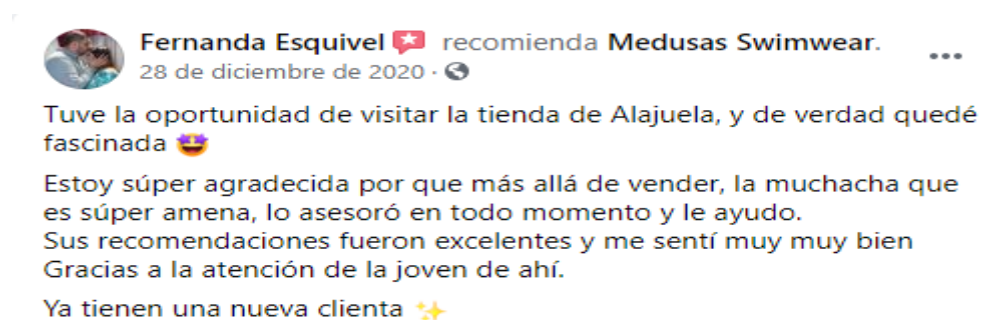 Fernanda Esquivel recomienda Medusas Swimwear.
28 de diciembre de 2020 ·
Tuve la oportunidad de visitar la tienda de Alajuela, y de verdad quedé
fascinada 🤩
Estoy súper agradecida por que más allá de vender, la muchacha que
es súper amena, lo asesoró en todo momento y le ayudo.
Sus recomendaciones fueron excelentes y me sentí muy muy bien
Gracias a la atención de la joven de ahí.
Ya tienen una nueva clienta ✨